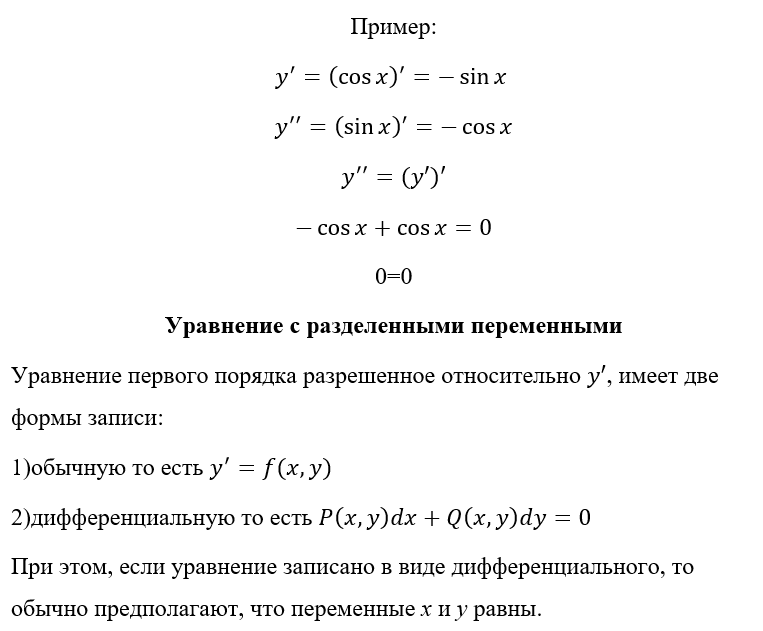 Пример:
y′ = (cos x)′ = − sin x
y′′ = (sin x)′ = − cos x
y′′ = (y′)′
− cos x + cos x = 0
0=0
Уравнение с разделенными переменными
Уравнение первого порядка разрешенное относительно y′, имеет две
формы записи:
1)обычную то есть y′ = f(x, y)
2)дифференциальную то есть P(x, y)dx + Q(x, y)dy = 0
При этом, если уравнение записано в виде дифференциального, то
обычно предполагают, что переменные x и y равны.